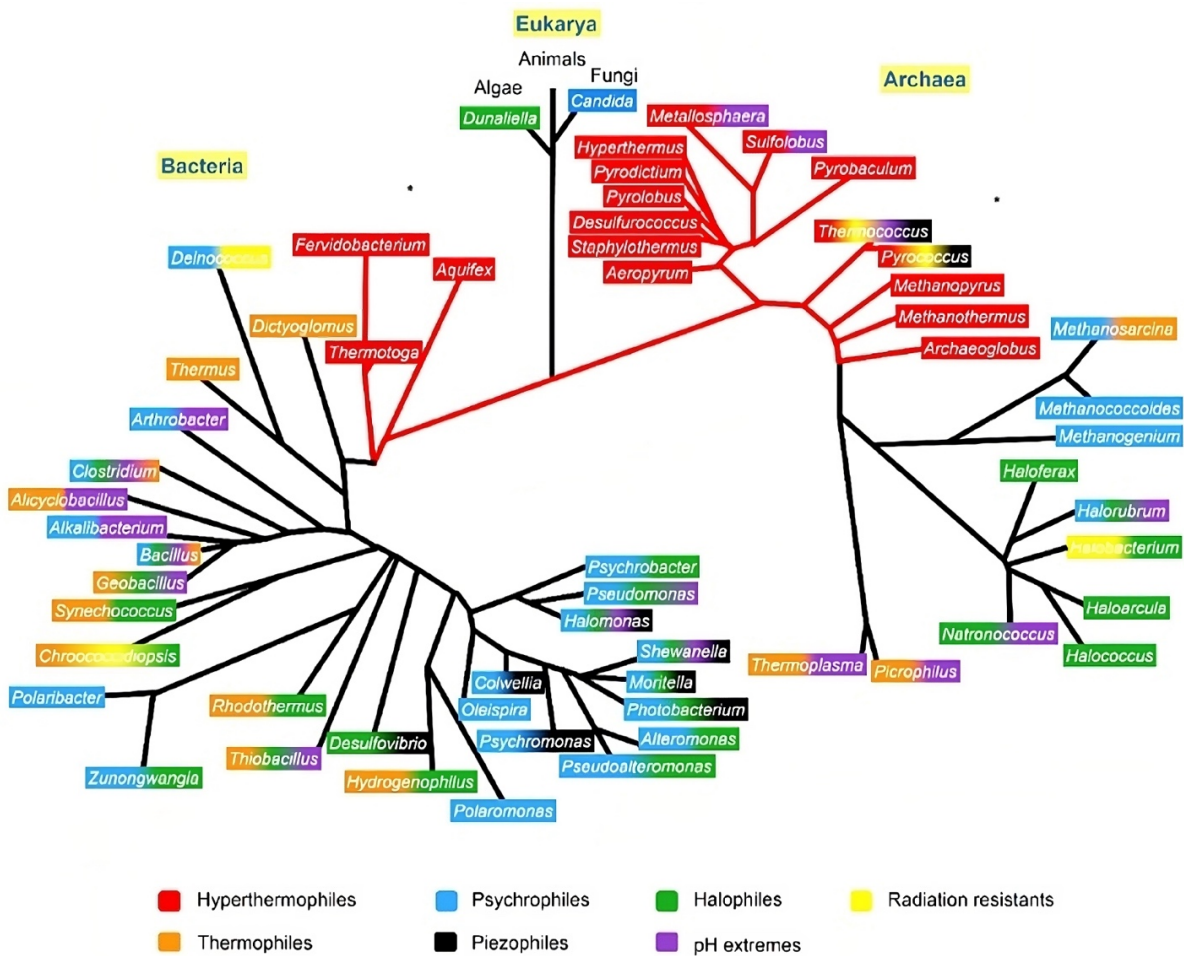 Eukarya
Animals
Algae
Fungi
Candida
Dunaliella
Archaea
Metallosphaera
Sulfolobus
Pyrobaculum
Hyperthermus
Pyrodictium
Pyrolobus
Desulfurococcus
Staphylothermus
Aeropyrum
Thermococcus
Pyrococcus
Methanopyrus
Methanothermus
Archaeoglobus
Methanosarcina
Methanococcoides
Methanogenium
Haloferax
Halorubrum
Halobacterium
Haloarcula
Halococcus
Natronococcus
Picrophilus
Thermoplasma
Bacteria
Deinococcus
Fervidobacterium
Aquifex
Dictyoglomus
Thermotoga
Thermus
Arthrobacter
Clostridium
Alicyclobacillus
Alkalibacterium
Bacillus
Geobacillus
Synechococcus
Chroococcidiopsis
Polaribacter
Zunongwangia
Rhodothermus
Thiobacillus
Desulfovibrio
Hydrogenophilus
Polaromonas
Oleispira
Colwellia
Psychromonas
Pseudoalteromonas
Alteromonas
Photobacterium
Moritella
Shewanella
Halomonas
Pseudomonas
Psychrobacter
Hyperthermophiles
Psychrophiles
Halophiles
Radiation resistants
Thermophiles
Piezophiles
pH extremes